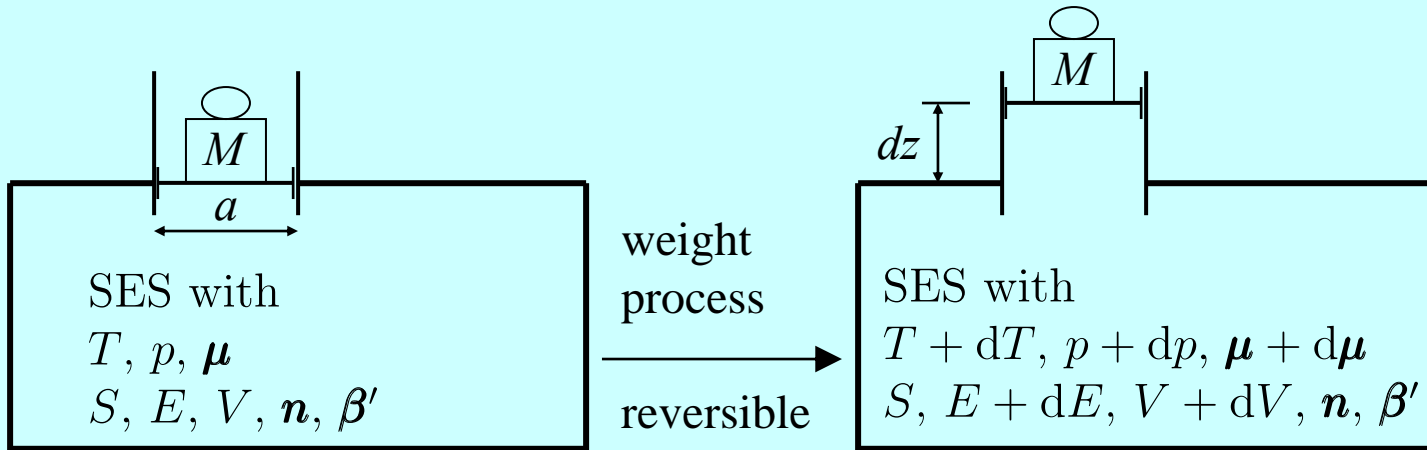 M
a
SES with
T, p, μ
S, E, V, n, β′
weight
process
reversible
M
dz
SES with
T + dT, p + dp, μ + dμ
S, E + dE, V + dV, n, β′